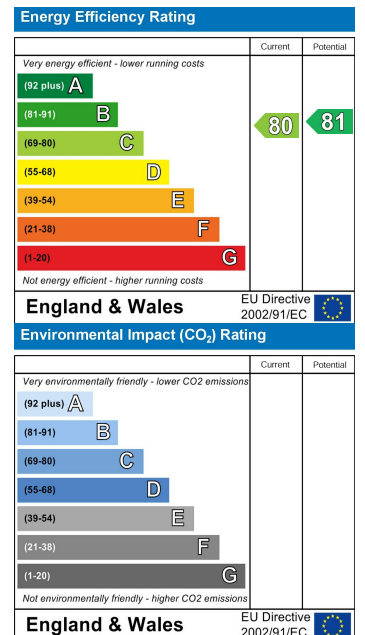 Energy Efficiency Rating
Current Potential
Very energy efficient - lower running costs
(92 plus) A
(81-91) B
(69-80) C
(55-68) D
(39-54) E
(21-38) F
(1-20) G
80 81
Not energy efficient - higher running costs
England & Wales EU Directive 2002/91/EC
Environmental Impact (CO₂) Rating
Current Potential
Very environmentally friendly - lower CO2 emissions
(92 plus) A
(81-91) B
(69-80) C
(55-68) D
(39-54) E
(21-38) F
(1-20) G
Not environmentally friendly - higher CO2 emissions
England & Wales EU Directive 2002/91/EC